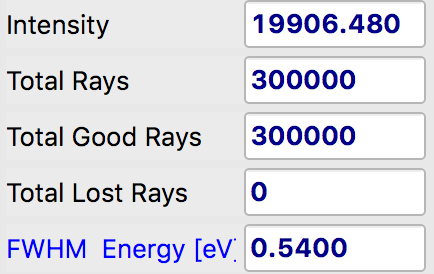 Intensity 19906.480
Total Rays 300000
Total Good Rays 300000
Total Lost Rays 0
FWHM Energy [eV] 0.5400